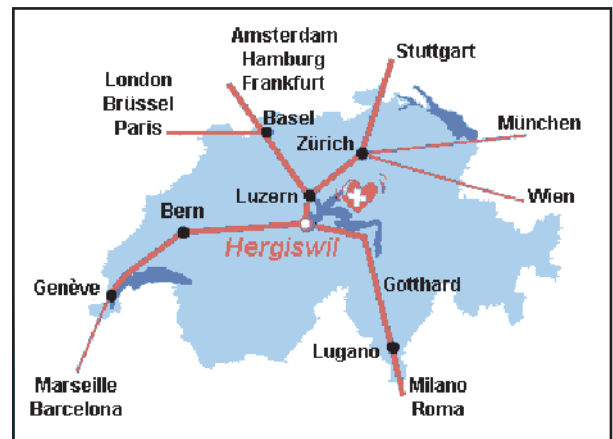 Amsterdam
Hamburg
Frankfurt
Stuttgart
London
Brüssel
Paris
Basel
Zürich
München
Luzern
Wien
Bern
Hergiswil
Genève
Gotthard
Lugano
Marseille
Barcelona
Milano
Roma